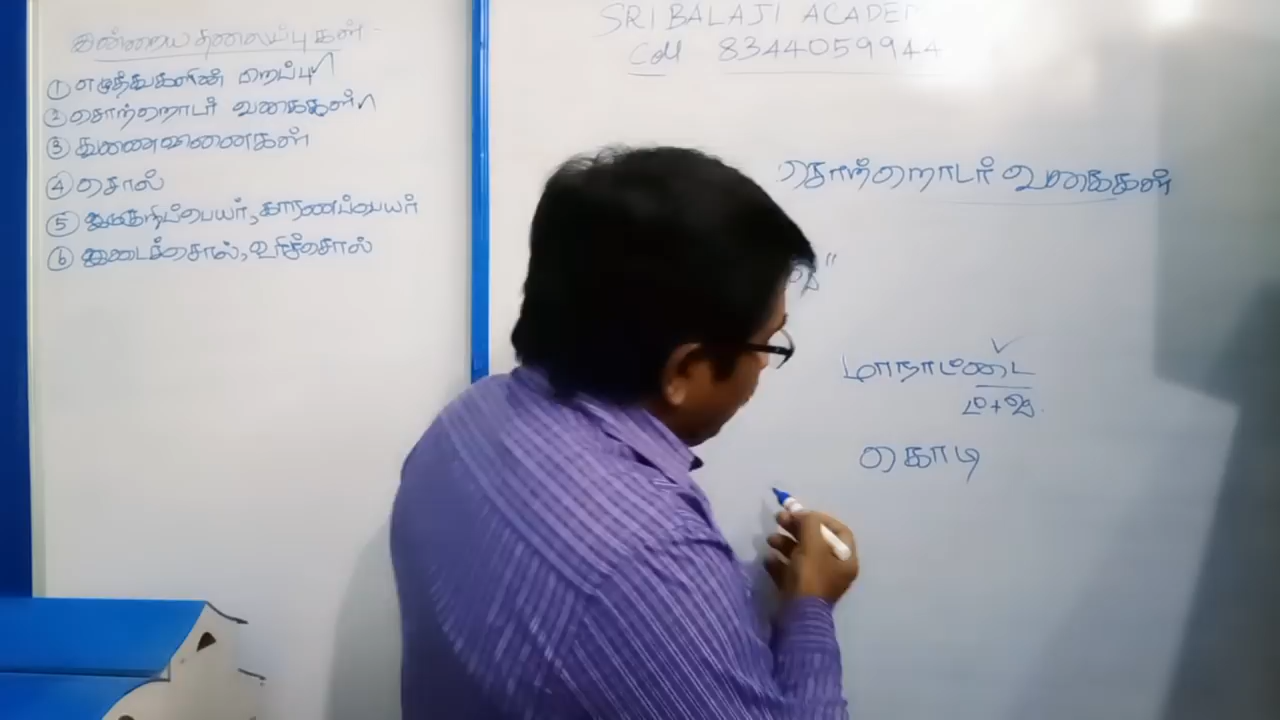 இன்றைய தலைப்புகள் -
① எழுத்துகளின் பிறப்பு
② சொற்றொடர் வகைகள்
③ துணைவினைகள்
④ சொல்
⑤ இடுகுறிப்பெயர், காரணப்பெயர்
⑥ இடைச்சொல், உரிச்சொல்
SRI BALAJI ACADE
Call 8344059944
சொற்றொடர் வகைகள்
ஐ"
மாநாட்டை
ட்+ஐ
கொடி